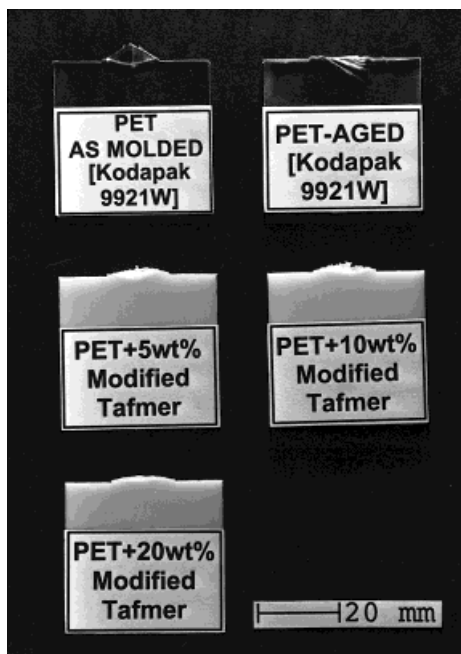 PET
AS MOLDED
[Kodapak
9921W]
PET-AGED
[Kodapak
9921W]
PET+5wt%
Modified
Tafmer
PET+10wt%
Modified
Tafmer
PET+20wt%
Modified
Tafmer
20 mm